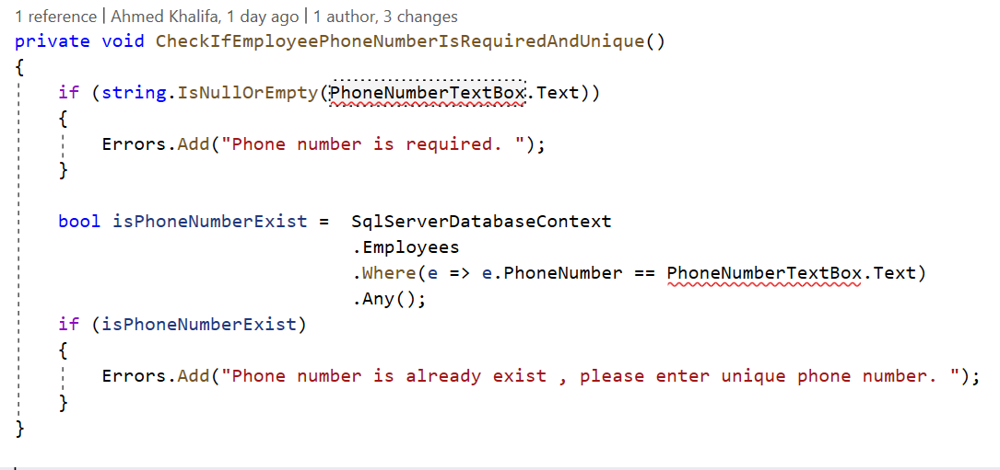 1 reference | Ahmed Khalifa, 1 day ago | 1 author, 3 changes
private void CheckIfEmployeePhoneNumberIsRequiredAndUnique()
{
if (string.IsNullOrEmpty(PhoneNumberTextBox.Text))
{
Errors.Add("Phone number is required. ");
}
bool isPhoneNumberExist =  SqlServerDatabaseContext
.Employees
.Where(e => e.PhoneNumber == PhoneNumberTextBox.Text)
.Any();
if (isPhoneNumberExist)
{
Errors.Add("Phone number is already exist , please enter unique phone number. ");
}
}